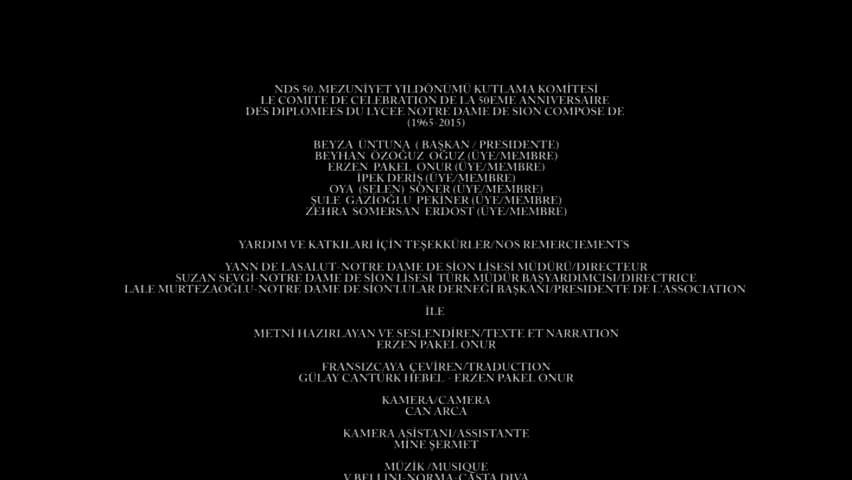 NDS 50. MEZUNİYET YILDÖNÜMÜ KUTLAMA KOMİTESİ
LE COMITE DE CELEBRATION DE LA 50EME ANNIVERSAIRE
DES DIPLOMEES DU LYCEE NOTRE DAME DE SION COMPOSE DE
(1965-2015)
BEYZA ÜNTUNA ( BAŞKAN / PRESIDENTE)
BEYHAN ÖZOĞUZ OĞUZ (ÜYE/MEMBRE)
ERZEN PAKEL ONUR (ÜYE/MEMBRE)
İPEK DERİŞ (ÜYE/MEMBRE)
OYA (SELEN) SÖNER (ÜYE/MEMBRE)
ŞULE GAZİOĞLU PEKİNER (ÜYE/MEMBRE)
ZEHRA SOMERSAN ERDOST (ÜYE/MEMBRE)
YARDIM VE KATKILARI İÇİN TEŞEKKÜRLER/NOS REMERCIEMENTS
YANN DE LASALUT-NOTRE DAME DE SİON LİSESİ MÜDÜRÜ/DIRECTEUR
SUZAN SEVGİ-NOTRE DAME DE SİON LİSESİ TÜRK MÜDÜR BAŞYARDIMCISI/DIRECTRICE
LALE MURTEZAOĞLU-NOTRE DAME DE SİON'LULAR DERNEĞİ BAŞKANI/PRESIDENTE DE L'ASSOCIATION
İLE
METNİ HAZIRLAYAN VE SESLENDİREN/TEXTE ET NARRATION
ERZEN PAKEL ONUR
FRANSIZCAYA ÇEVİREN/TRADUCTION
GÜLAY CANTÜRK HEBEL - ERZEN PAKEL ONUR
KAMERA/CAMERA
CAN ARCA
KAMERA ASİSTANI/ASSISTANTE
MİNE ŞERMET
MÜZİK /MUSIQUE
V.BELLINI-NORMA-CASTA DIVA